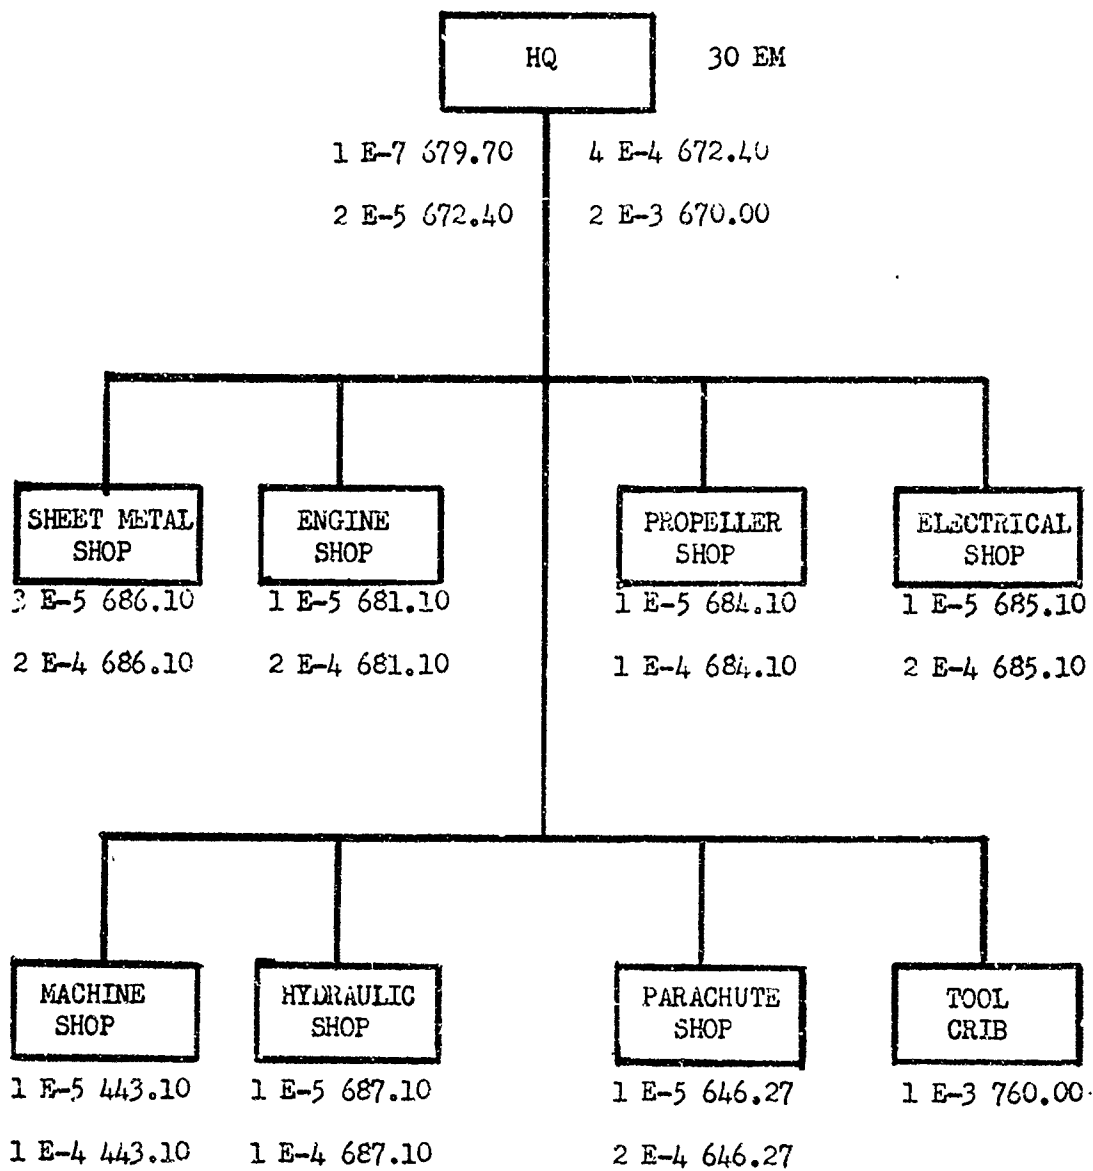 HQ
30 EM
1 E-7 679.70
4 E-4 672.40
2 E-5 672.40
2 E-3 670.00
SHEET METAL
SHOP
3 E-5 686.10
2 E-4 686.10
ENGINE
SHOP
1 E-5 681.10
2 E-4 681.10
PROPELLER
SHOP
1 E-5 684.10
1 E-4 684.10
ELECTRICAL
SHOP
1 E-5 685.10
2 E-4 685.10
MACHINE
SHOP
1 E-5 443.10
1 E-4 443.10
HYDRAULIC
SHOP
1 E-5 687.10
1 E-4 687.10
PARACHUTE
SHOP
1 E-5 646.27
2 E-4 646.27
TOOL
CRIB
1 E-3 760.00